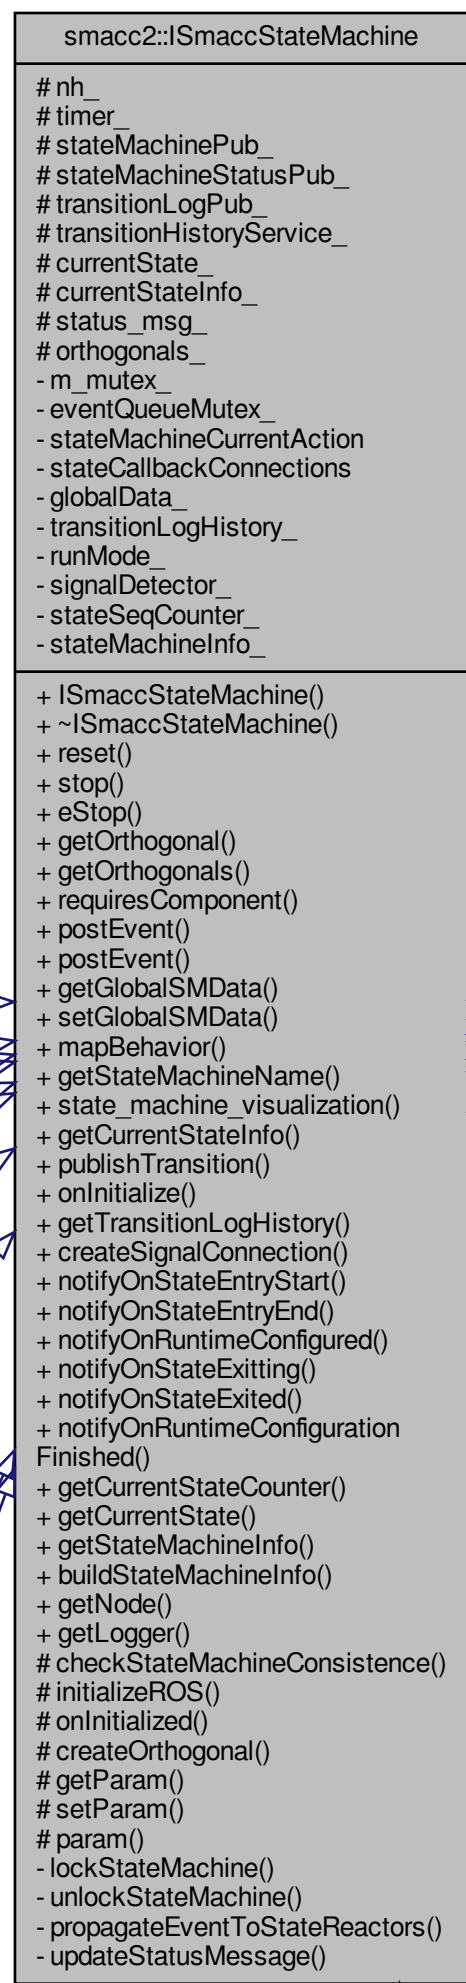 smacc2::ISmaccStateMachine
# nh_
# timer_
# stateMachinePub_
# stateMachineStatusPub_
# transitionLogPub_
# transitionHistoryService_
# currentState_
# currentStateInfo_
# status_msg_
# orthogonals_
- m_mutex_
- eventQueueMutex_
- stateMachineCurrentAction
- stateCallbackConnections
- globalData_
- transitionLogHistory_
- runMode_
- signalDetector_
- stateSeqCounter_
- stateMachineInfo_
+ ISmaccStateMachine()
+ ~ISmaccStateMachine()
+ reset()
+ stop()
+ eStop()
+ getOrthogonal()
+ getOrthogonals()
+ requiresComponent()
+ postEvent()
+ postEvent()
+ getGlobalSMData()
+ setGlobalSMData()
+ mapBehavior()
+ getStateMachineName()
+ state_machine_visualization()
+ getCurrentStateInfo()
+ publishTransition()
+ onInitialize()
+ getTransitionLogHistory()
+ createSignalConnection()
+ notifyOnStateEntryStart()
+ notifyOnStateEntryEnd()
+ notifyOnRuntimeConfigured()
+ notifyOnStateExitting()
+ notifyOnStateExited()
+ notifyOnRuntimeConfiguration
Finished()
+ getCurrentStateCounter()
+ getCurrentState()
+ getStateMachineInfo()
+ buildStateMachineInfo()
+ getNode()
+ getLogger()
# checkStateMachineConsistence()
# initializeROS()
# onInitialized()
# createOrthogonal()
# getParam()
# setParam()
# param()
- lockStateMachine()
- unlockStateMachine()
- propagateEventToStateReactors()
- updateStatusMessage()